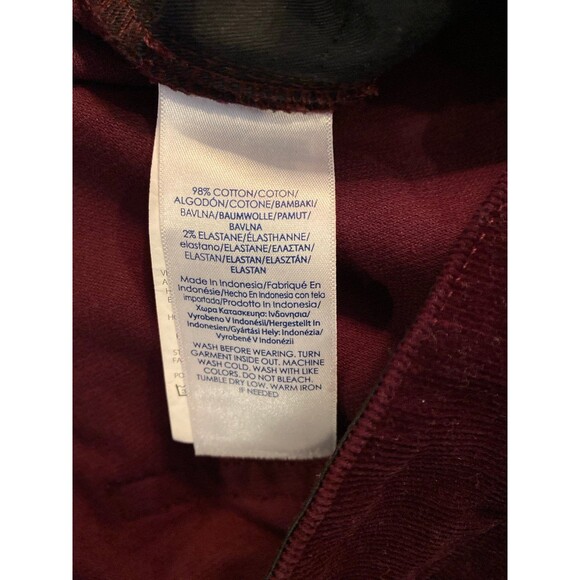 98% COTTON/COTON/
ALGODÓN/COTONE/BAMBAKI/
BAVLNA/BAUMWOLLE/PAMUT/
BAVLNA
2% ELASTANE/ÉLASTHANNE/
elastano/ELASTANE/ΕΛΑΣΤΑΝ/
ELASTAN/ELASTAN/ELASZTÁN/
ELASTAN
Made In Indonesia/Fabriqué En
Indonésie/Hecho En Indonesia con tela
importada/Prodotto In Indonesia/
Χωρα Κατασκευησ: Ινδονησια/
Vyrobeno V Indonésii/Hergestellt In
Indonesien/Gyártási Hely: Indonézia/
Vyrobené V Indonézii
WASH BEFORE WEARING. TURN
GARMENT INSIDE OUT. MACHINE
WASH COLD. WASH WITH LIKE
COLORS. DO NOT BLEACH.
TUMBLE DRY LOW. WARM IRON
IF NEEDED